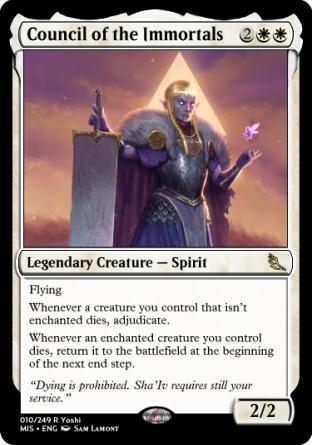 Council of the Immortals 2
Legendary Creature — Spirit
Flying
Whenever a creature you control that isn't
enchanted dies, adjudicate.
Whenever an enchanted creature you control
dies, return it to the battlefield at the beginning
of the next end step.
"Dying is prohibited. Sha'Iv requires still your
service."
010/249 R Yoshi
MIS • ENG Sam Lamont
2/2